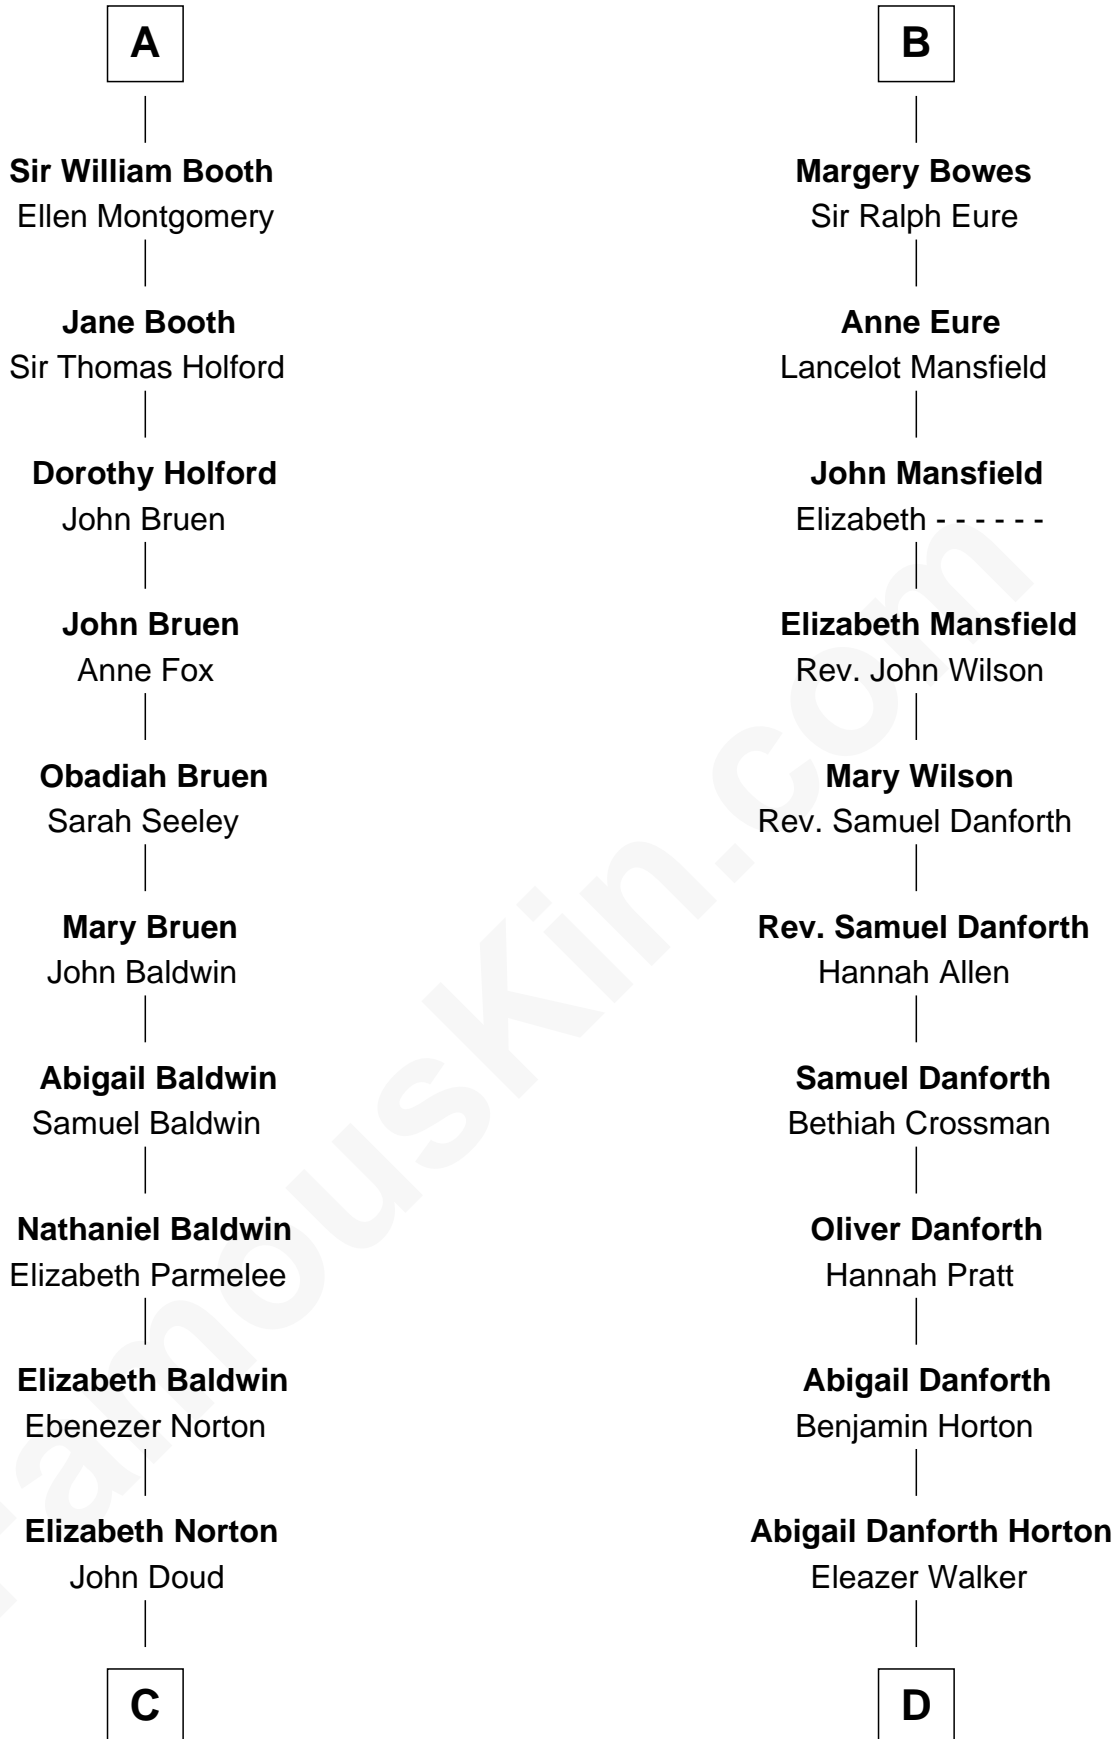 A
Sir William Booth
Ellen Montgomery
Jane Booth
Sir Thomas Holford
Dorothy Holford
John Bruen
John Bruen
Anne Fox
Obadiah Bruen
Sarah Seeley
Mary Bruen
John Baldwin
Abigail Baldwin
Samuel Baldwin
Nathaniel Baldwin
Elizabeth Parmelee
Elizabeth Baldwin
Ebenezer Norton
Elizabeth Norton
John Doud
C
B
Margery Bowes
Sir Ralph Eure
Anne Eure
Lancelot Mansfield
John Mansfield
Elizabeth - - - - - -
Elizabeth Mansfield
Rev. John Wilson
Mary Wilson
Rev. Samuel Danforth
Rev. Samuel Danforth
Hannah Allen
Samuel Danforth
Bethiah Crossman
Oliver Danforth
Hannah Pratt
Abigail Danforth
Benjamin Horton
Abigail Danforth Horton
Eleazer Walker
D
FamousKin.com